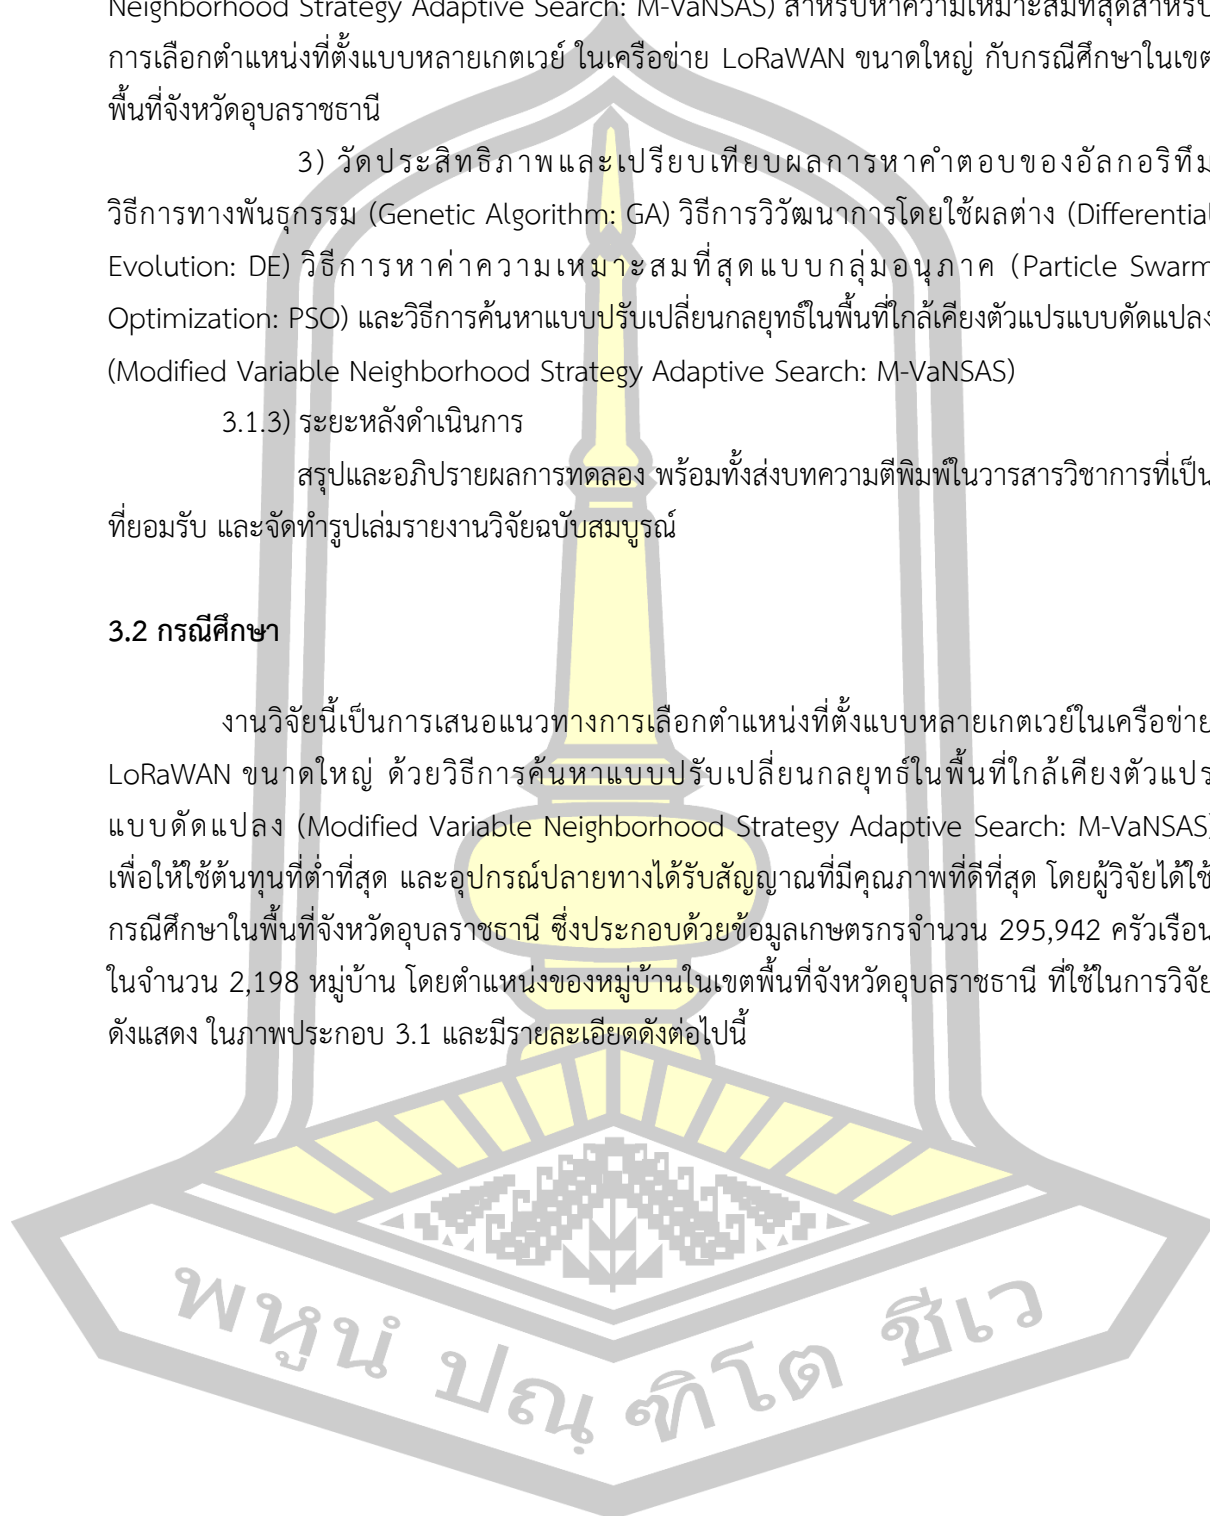 Neighborhood Strategy Adaptive Search: M-VaNSAS) สำหรับหาความเหมาะสมที่สุดสำหรับ
การเลือกตำแหน่งที่ตั้งแบบหลายเกตเวย์ ในเครือข่าย LoRaWAN ขนาดใหญ่ กับกรณีศึกษาในเขต
พื้นที่จังหวัดอุบลราชธานี
3) วัดประสิทธิภาพและเปรียบเทียบผลการหาคำตอบของอัลกอริทึม
วิธีการทางพันธุกรรม (Genetic Algorithm: GA) วิธีการวิวัฒนาการโดยใช้ผลต่าง (Differential
Evolution: DE) วิธีการหาค่าความเหมาะสมที่สุดแบบกลุ่มอนุภาค (Particle Swarm
Optimization: PSO) และวิธีการค้นหาแบบปรับเปลี่ยนกลยุทธ์ในพื้นที่ใกล้เคียงตัวแปรแบบดัดแปลง
(Modified Variable Neighborhood Strategy Adaptive Search: M-VaNSAS)
3.1.3) ระยะหลังดำเนินการ
สรุปและอภิปรายผลการทดลอง พร้อมทั้งส่งบทความตีพิมพ์ในวารสารวิชาการที่เป็น
ที่ยอมรับ และจัดทำรูปเล่มรายงานวิจัยฉบับสมบูรณ์
3.2 กรณีศึกษา
งานวิจัยนี้เป็นการเสนอแนวทางการเลือกตำแหน่งที่ตั้งแบบหลายเกตเวย์ในเครือข่าย
LoRaWAN ขนาดใหญ่ ด้วยวิธีการค้นหาแบบปรับเปลี่ยนกลยุทธ์ในพื้นที่ใกล้เคียงตัวแปร
แบบดัดแปลง (Modified Variable Neighborhood Strategy Adaptive Search: M-VaNSAS)
เพื่อให้ใช้ต้นทุนที่ต่ำที่สุด และอุปกรณ์ปลายทางได้รับสัญญาณที่มีคุณภาพที่ดีที่สุด โดยผู้วิจัยได้ใช้
กรณีศึกษาในพื้นที่จังหวัดอุบลราชธานี ซึ่งประกอบด้วยข้อมูลเกษตรกรจำนวน 295,942 ครัวเรือน
ในจำนวน 2,198 หมู่บ้าน โดยตำแหน่งของหมู่บ้านในเขตพื้นที่จังหวัดอุบลราชธานี ที่ใช้ในการวิจัย
ดังแสดง ในภาพประกอบ 3.1 และมีรายละเอียดดังต่อไปนี้
พหูนํ ปณฺฑิโต ชีเว